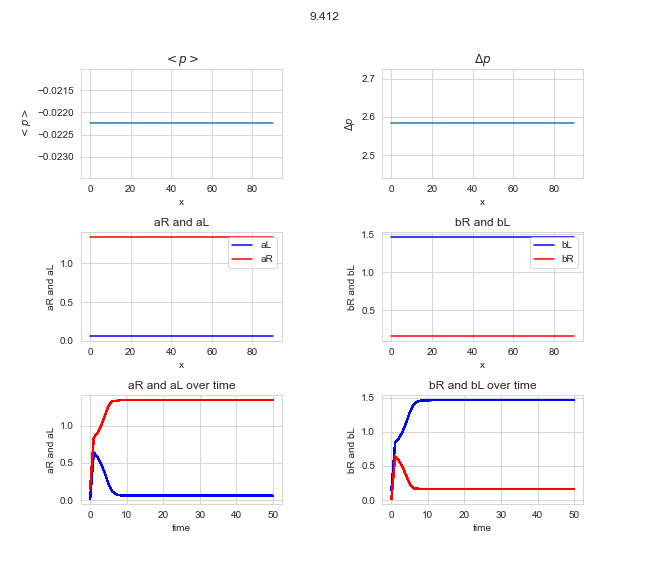 9.412
< p >
Δp
−0.0215
−0.0220
−0.0225
−0.0230
< p >
0 20 40 60 80
x
2.7
2.6
2.5
Δp
0 20 40 60 80
x
aR and aL
bR and bL
1.0
0.5
0.0
aR and aL
aL
aR
0 20 40 60 80
x
1.5
1.0
0.5
bR and bL
bL
bR
0 20 40 60 80
x
aR and aL over time
bR and bL over time
1.0
0.5
0.0
aR and aL
0 10 20 30 40 50
time
1.5
1.0
0.5
0.0
bR and bL
0 10 20 30 40 50
time